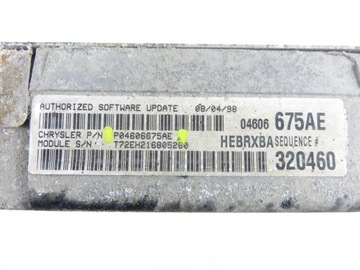 AUTHORIZED SOFTWARE UPDATE 08/04/98
04606 675AE
CHRYSLER P/N P04606675AE
MODULE S/N T72EH216805280
HEBRXBA SEQUENCE #
320460